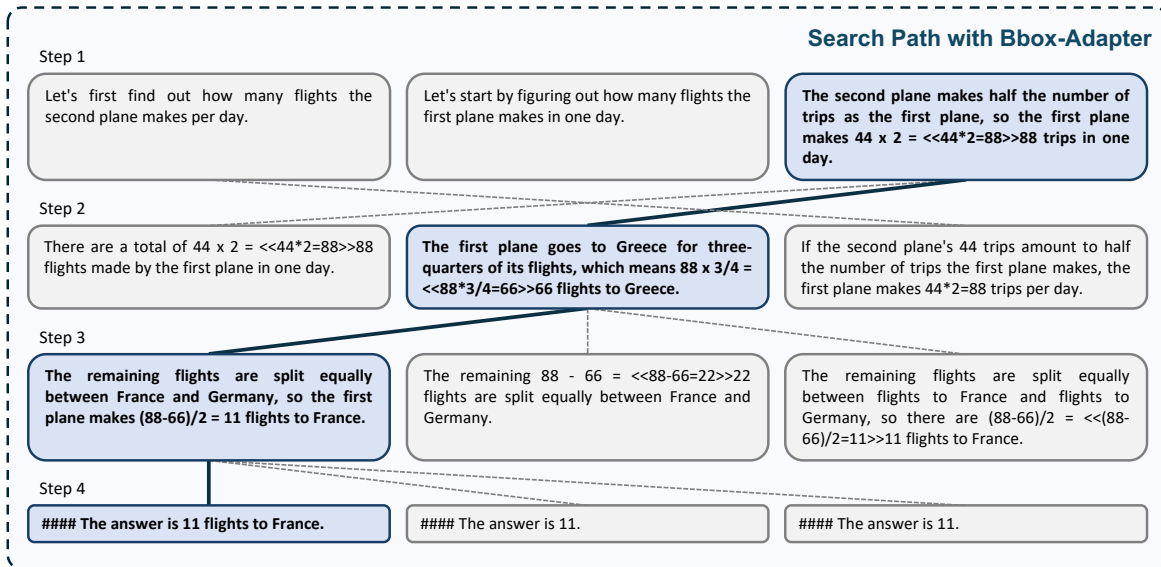 Search Path with Bbox-Adapter
Step 1
Let's first find out how many flights the
second plane makes per day.
Let's start by figuring out how many flights the
first plane makes in one day.
The second plane makes half the number of
trips as the first plane, so the first plane
makes 44 x 2 = <<44*2=88>>88 trips in one
day.
Step 2
There are a total of 44 x 2 = <<44*2=88>>88
flights made by the first plane in one day.
The first plane goes to Greece for three-
quarters of its flights, which means 88 x 3/4 =
<<88*3/4=66>>66 flights to Greece.
If the second plane's 44 trips amount to half
the number of trips the first plane makes, the
first plane makes 44*2=88 trips per day.
Step 3
The remaining flights are split equally
between France and Germany, so the first
plane makes (88-66)/2 = 11 flights to France.
The remaining 88 - 66 = <<88-66=22>>22
flights are split equally between France and
Germany.
The remaining flights are split equally
between flights to France and flights to
Germany, so there are (88-66)/2 = <<(88-
66)/2=11>>11 flights to France.
Step 4
#### The answer is 11 flights to France.
#### The answer is 11.
#### The answer is 11.